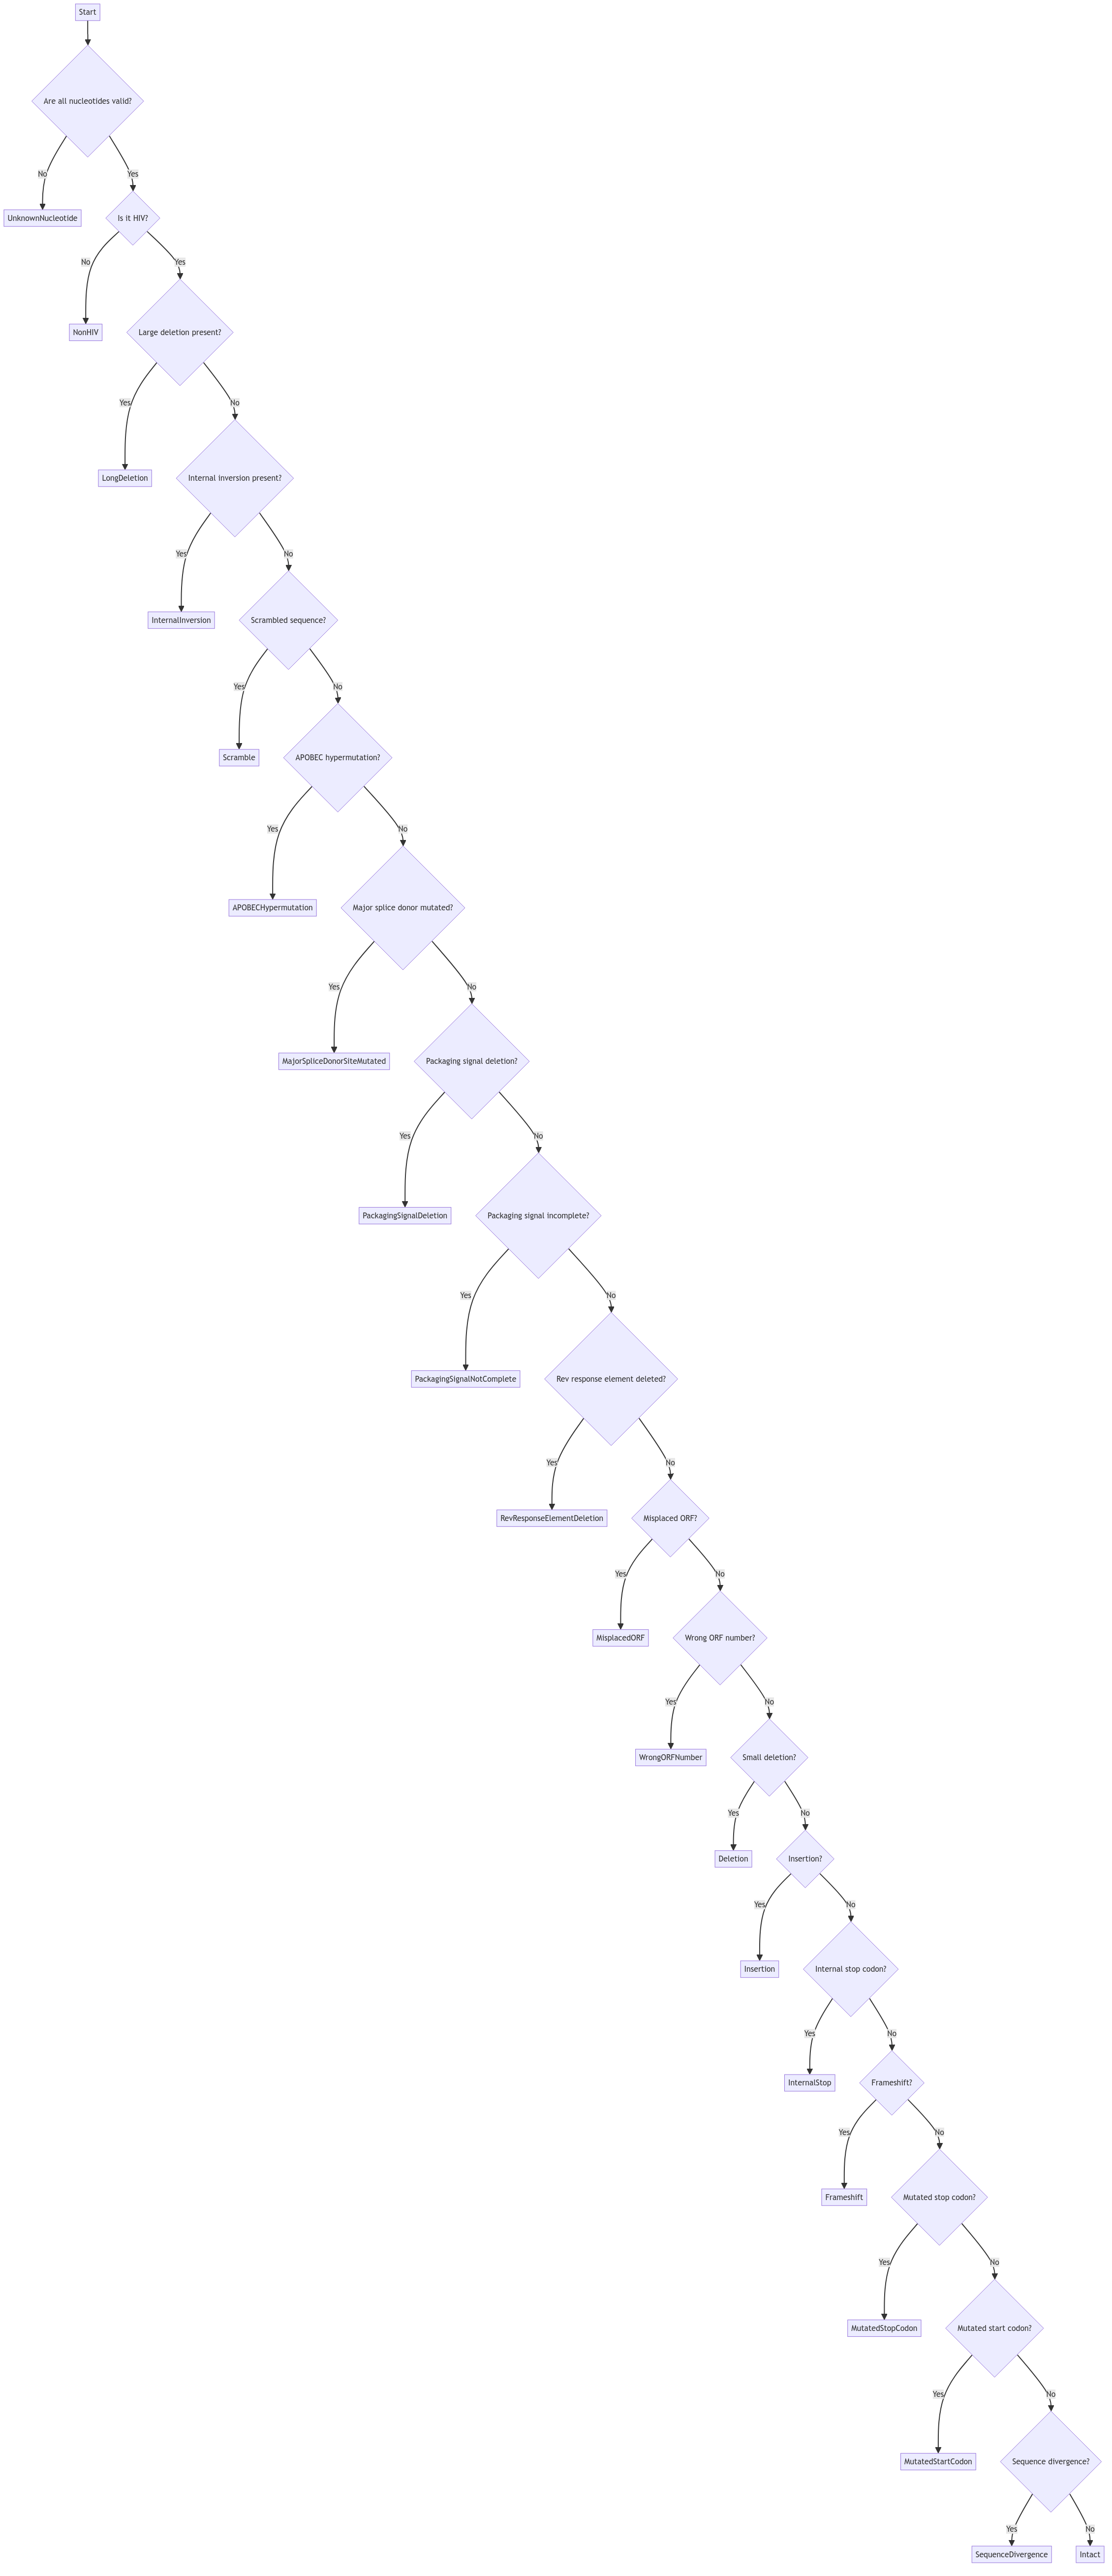 Start
Are all nucleotides valid?
No
Yes
UnknownNucleotide
Is it HIV?
No
Yes
NonHIV
Large deletion present?
Yes
No
LongDeletion
Internal inversion present?
Yes
No
InternalInversion
Scrambled sequence?
Yes
No
Scramble
APOBEC hypermutation?
Yes
No
APOBECHypermutation
Major splice donor mutated?
Yes
No
MajorSpliceDonorSiteMutated
Packaging signal deletion?
Yes
No
PackagingSignalDeletion
Packaging signal incomplete?
Yes
No
PackagingSignalNotComplete
Rev response element deleted?
Yes
No
RevResponseElementDeletion
Misplaced ORF?
Yes
No
MisplacedORF
Wrong ORF number?
Yes
No
WrongORFNumber
Small deletion?
Yes
No
Deletion
Insertion?
Yes
No
Insertion
Internal stop codon?
Yes
No
InternalStop
Frameshift?
Yes
No
Frameshift
Mutated stop codon?
Yes
No
MutatedStopCodon
Mutated start codon?
Yes
No
MutatedStartCodon
Sequence divergence?
Yes
No
SequenceDivergence
Intact